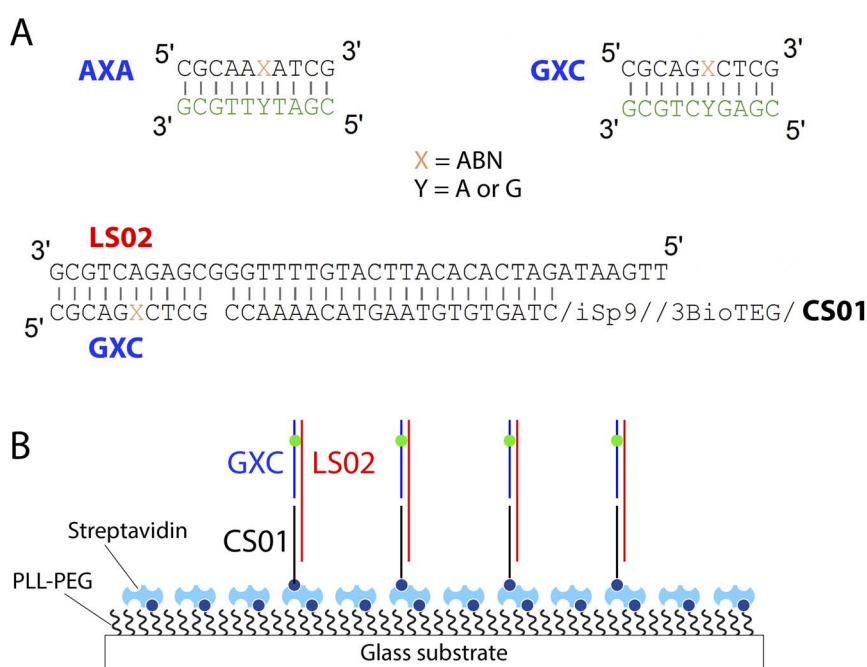 A
AXA
5' CGCAAXATCG 3'
3' GCGTTYTAGC 5'
GXC
5' CGCAGXCTCG 3'
3' GCGTCYGAGC 5'
X = ABN
Y = A or G
LS02
3' GCGTCAGAGCGGGTTTTGTACTTACACACTAGATAAGTT 5'
5' CGCAGXCTCG CCAAAACATGAATGTGTGATC/iSp9//3BioTEG/ CS01
GXC
B
GXC LS02
Streptavidin
CS01
PLL-PEG
Glass substrate